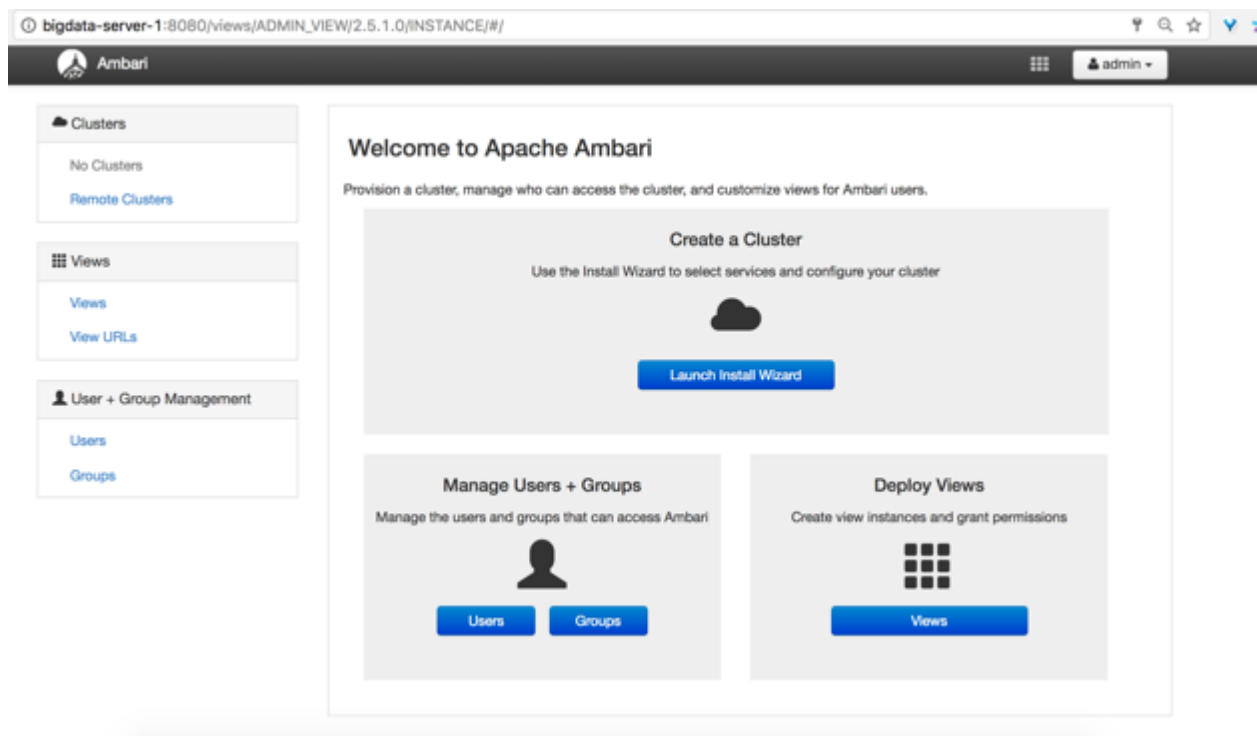 bigdata-server-1:8080/views/ADMIN_VIEW/2.5.1.0/INSTANCE/#/
Ambari
admin
Clusters
No Clusters
Remote Clusters
Views
Views
View URLs
User + Group Management
Users
Groups
Welcome to Apache Ambari
Provision a cluster, manage who can access the cluster, and customize views for Ambari users.
Create a Cluster
Use the Install Wizard to select services and configure your cluster
Launch Install Wizard
Manage Users + Groups
Manage the users and groups that can access Ambari
Users Groups
Deploy Views
Create view instances and grant permissions
Views